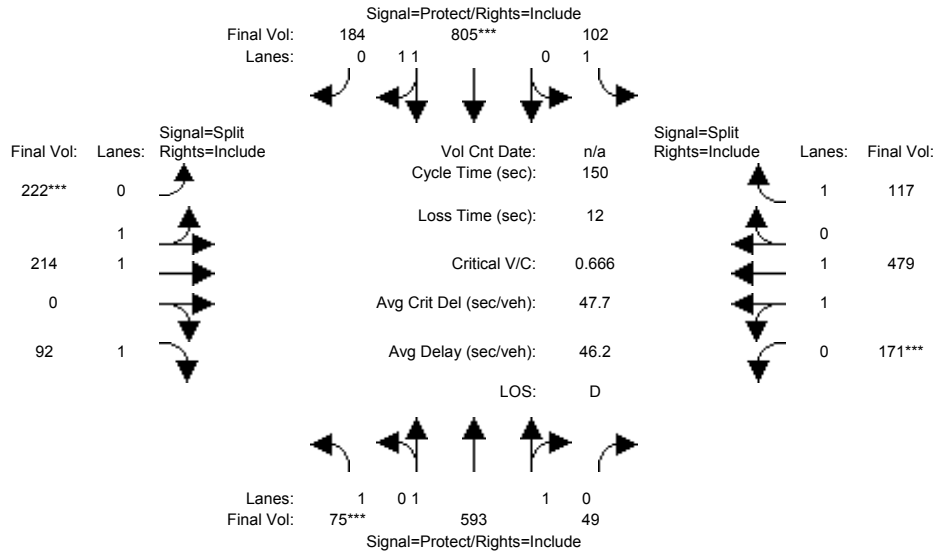 Signal=Protect/Rights=Include
Final Vol: 184 805*** 102
Lanes: 0 1 1 0 1
Signal=Split
Final Vol: Lanes: Rights=Include
Vol Cnt Date: n/a
Signal=Split
Rights=Include Lanes: Final Vol:
Cycle Time (sec): 150
222*** 0
1 117
Loss Time (sec): 12
1
0
214 1
Critical V/C: 0.666
1 479
0
Avg Crit Del (sec/veh): 47.7
1
92 1
Avg Delay (sec/veh): 46.2
0 171***
LOS: D
Lanes: 1 0 1 1 0
Final Vol: 75*** 593 49
Signal=Protect/Rights=Include